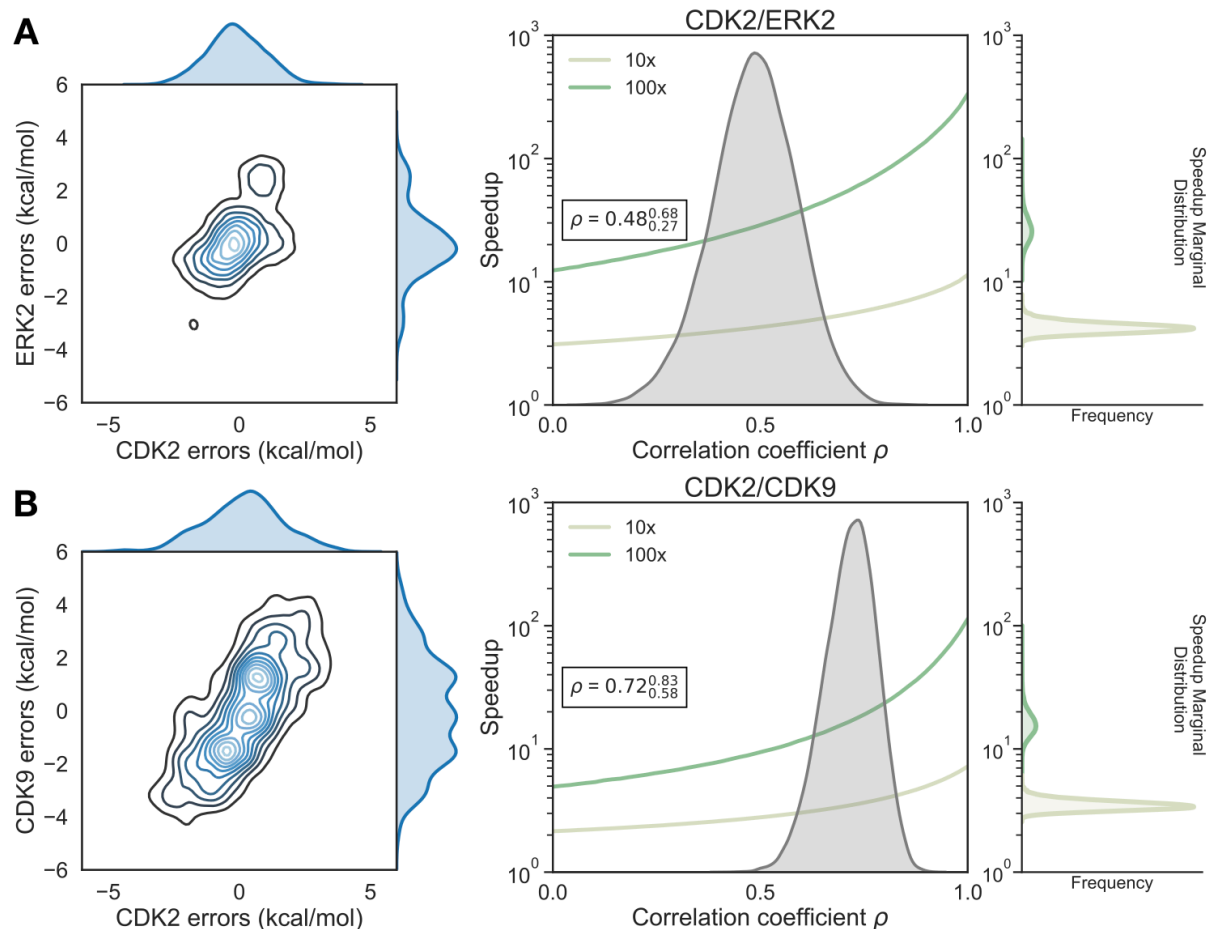 A
ERK2 errors (kcal/mol)
6
4
2
0
−2
−4
−6
−5
0
5
CDK2 errors (kcal/mol)
CDK2/ERK2
10x
100x
ρ = 0.48 0.68 0.27
Speedup
10³
10²
10¹
10⁰
0.0
0.5
1.0
Correlation coefficient ρ
10³
10²
10¹
10⁰
Frequency
Speedup Marginal
Distribution
B
CDK9 errors (kcal/mol)
6
4
2
0
−2
−4
−6
−5
0
5
CDK2 errors (kcal/mol)
CDK2/CDK9
10x
100x
ρ = 0.72 0.83 0.58
Speedup
10³
10²
10¹
10⁰
0.0
0.5
1.0
Correlation coefficient ρ
10³
10²
10¹
10⁰
Frequency
Speedup Marginal
Distribution